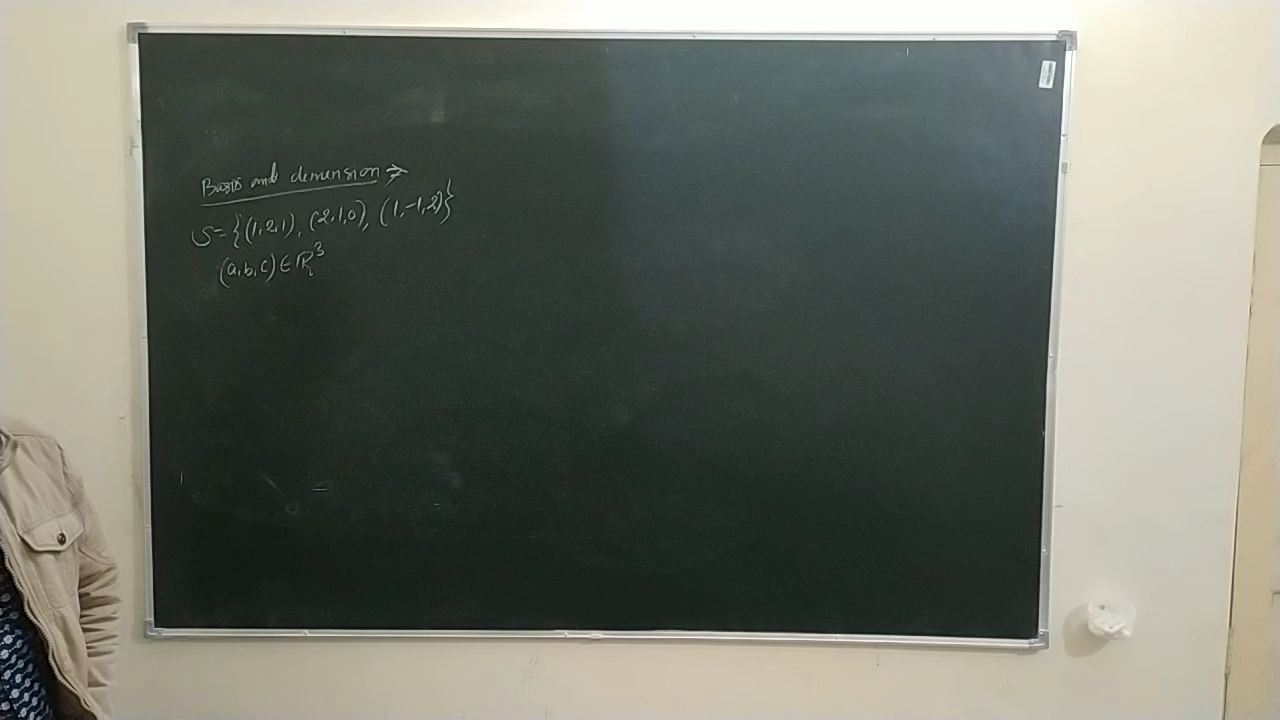 Basis and dimension →
S = {(1,2,1), (2,1,0), (1,-1,2)}
(a,b,c) ∈ ℝ³